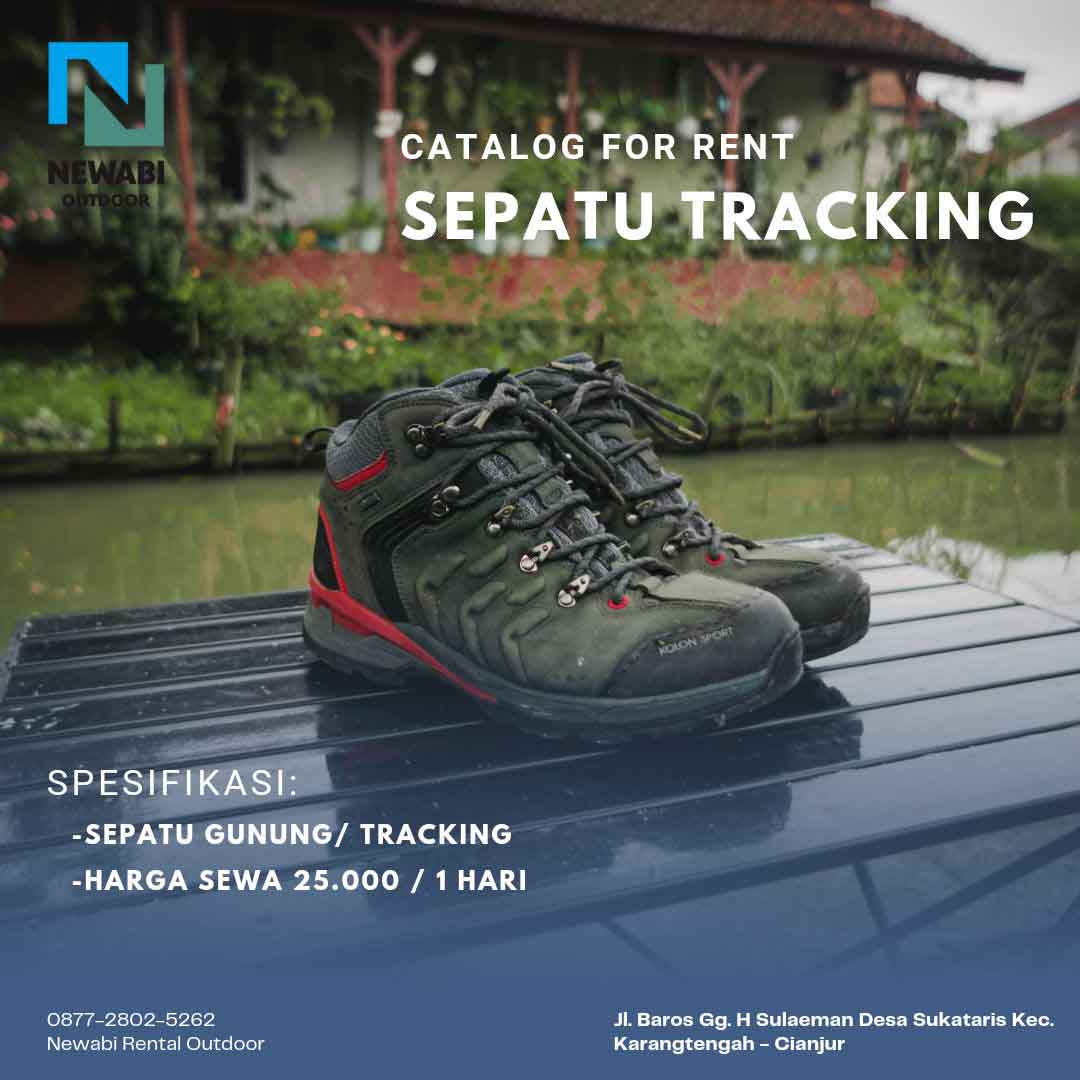 NEWABI
OUTDOOR
CATALOG FOR RENT
SEPATU TRACKING
KOLON SPORT
SPESIFIKASI:
-SEPATU GUNUNG/ TRACKING
-HARGA SEWA 25.000 / 1 HARI
0877-2802-5262
Newabi Rental Outdoor
Jl. Baros Gg. H Sulaeman Desa Sukataris Kec.
Karangtengah - Cianjur